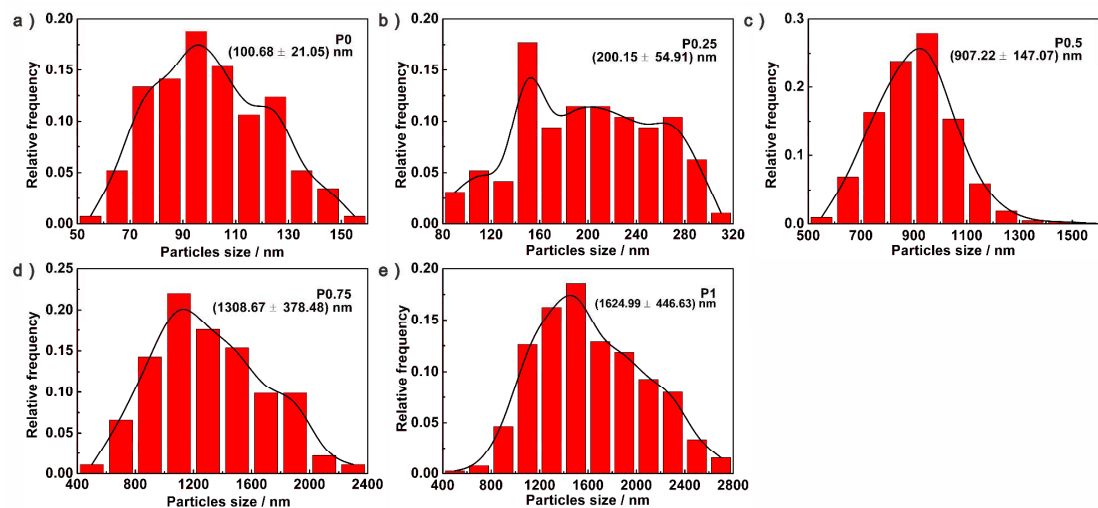 a )
P0
(100.68 ± 21.05) nm
Relative frequency
0.20
0.15
0.10
0.05
0.00
50 70 90 110 130 150
Particles size / nm
b )
P0.25
(200.15 ± 54.91) nm
Relative frequency
0.20
0.15
0.10
0.05
0.00
80 120 160 200 240 280 320
Particles size / nm
c )
P0.5
(907.22 ± 147.07) nm
Relative frequency
0.3
0.2
0.1
0.0
500 700 900 1100 1300 1500
Particles size / nm
d )
P0.75
(1308.67 ± 378.48) nm
Relative frequency
0.25
0.20
0.15
0.10
0.05
0.00
400 800 1200 1600 2000 2400
Particles size / nm
e )
P1
(1624.99 ± 446.63) nm
Relative frequency
0.20
0.15
0.10
0.05
0.00
400 800 1200 1600 2000 2400 2800
Particles size / nm